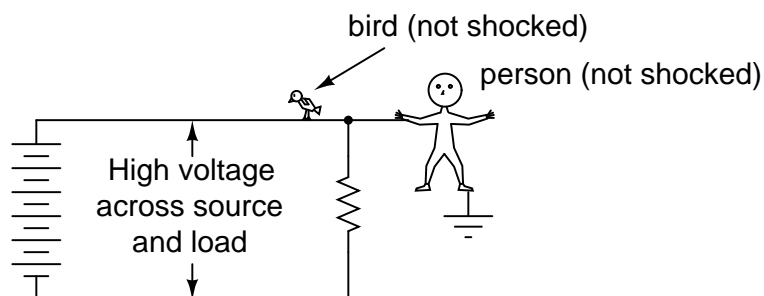 bird (not shocked)
person (not shocked)
High voltage
across source
and load